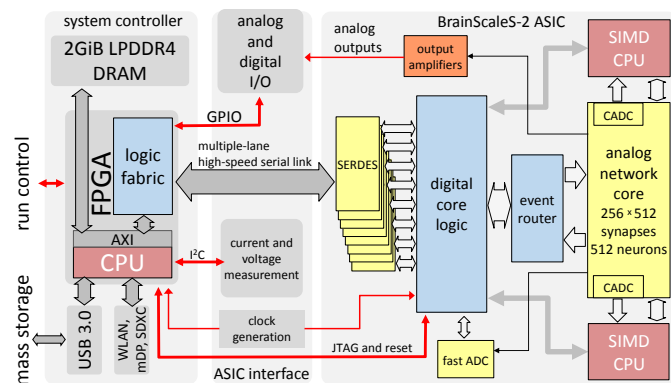 system controller
BrainScaleS-2 ASIC
2GiB LPDDR4
DRAM
analog and
digital
I/O
analog
outputs
output
amplifiers
SIMD
CPU
GPIO
CADC
FPGA
logic
fabric
multiple-lane
high-speed serial link
SERDES
digital
core
logic
event
router
analog
network
core
256 × 512
synapses
512 neurons
run control
AXI
CPU
I²C
current and
voltage
measurement
CADC
mass storage
USB 3.0
WLAN,
mDP, SDXC
clock
generation
JTAG and reset
fast ADC
SIMD
CPU
ASIC interface